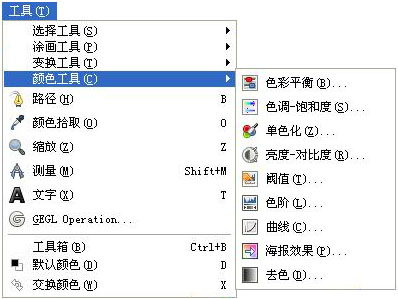 工具(T)
选择工具(S)
涂画工具(P)
变换工具(T)
颜色工具(C)
路径(H) B
颜色拾取(O) O
缩放(Z) Z
测量(M) Shift+M
文字(X) T
GEGL Operation...
工具箱(B) Ctrl+B
默认颜色(D) D
交换颜色(W) X
色彩平衡(B)...
色调-饱和度(S)...
单色化(Z)...
亮度-对比度(R)...
阈值(T)...
色阶(L)...
曲线(C)...
海报效果(P)...
去色(D)...